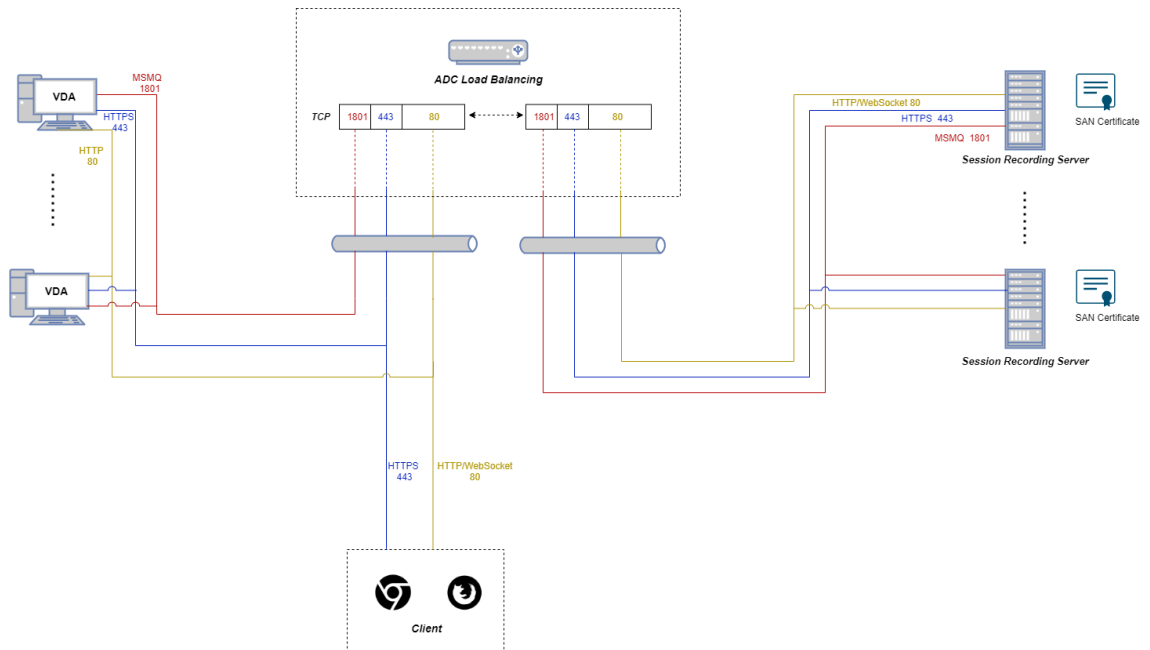 ADC Load Balancing
TCP
1801 443 80
1801 443 80
VDA
MSMQ
1801
HTTPS
443
HTTP
80
VDA
HTTP/WebSocket 80
HTTPS 443
MSMQ 1801
SAN Certificate
Session Recording Server
SAN Certificate
Session Recording Server
HTTPS
443
HTTP/WebSocket
80
Client